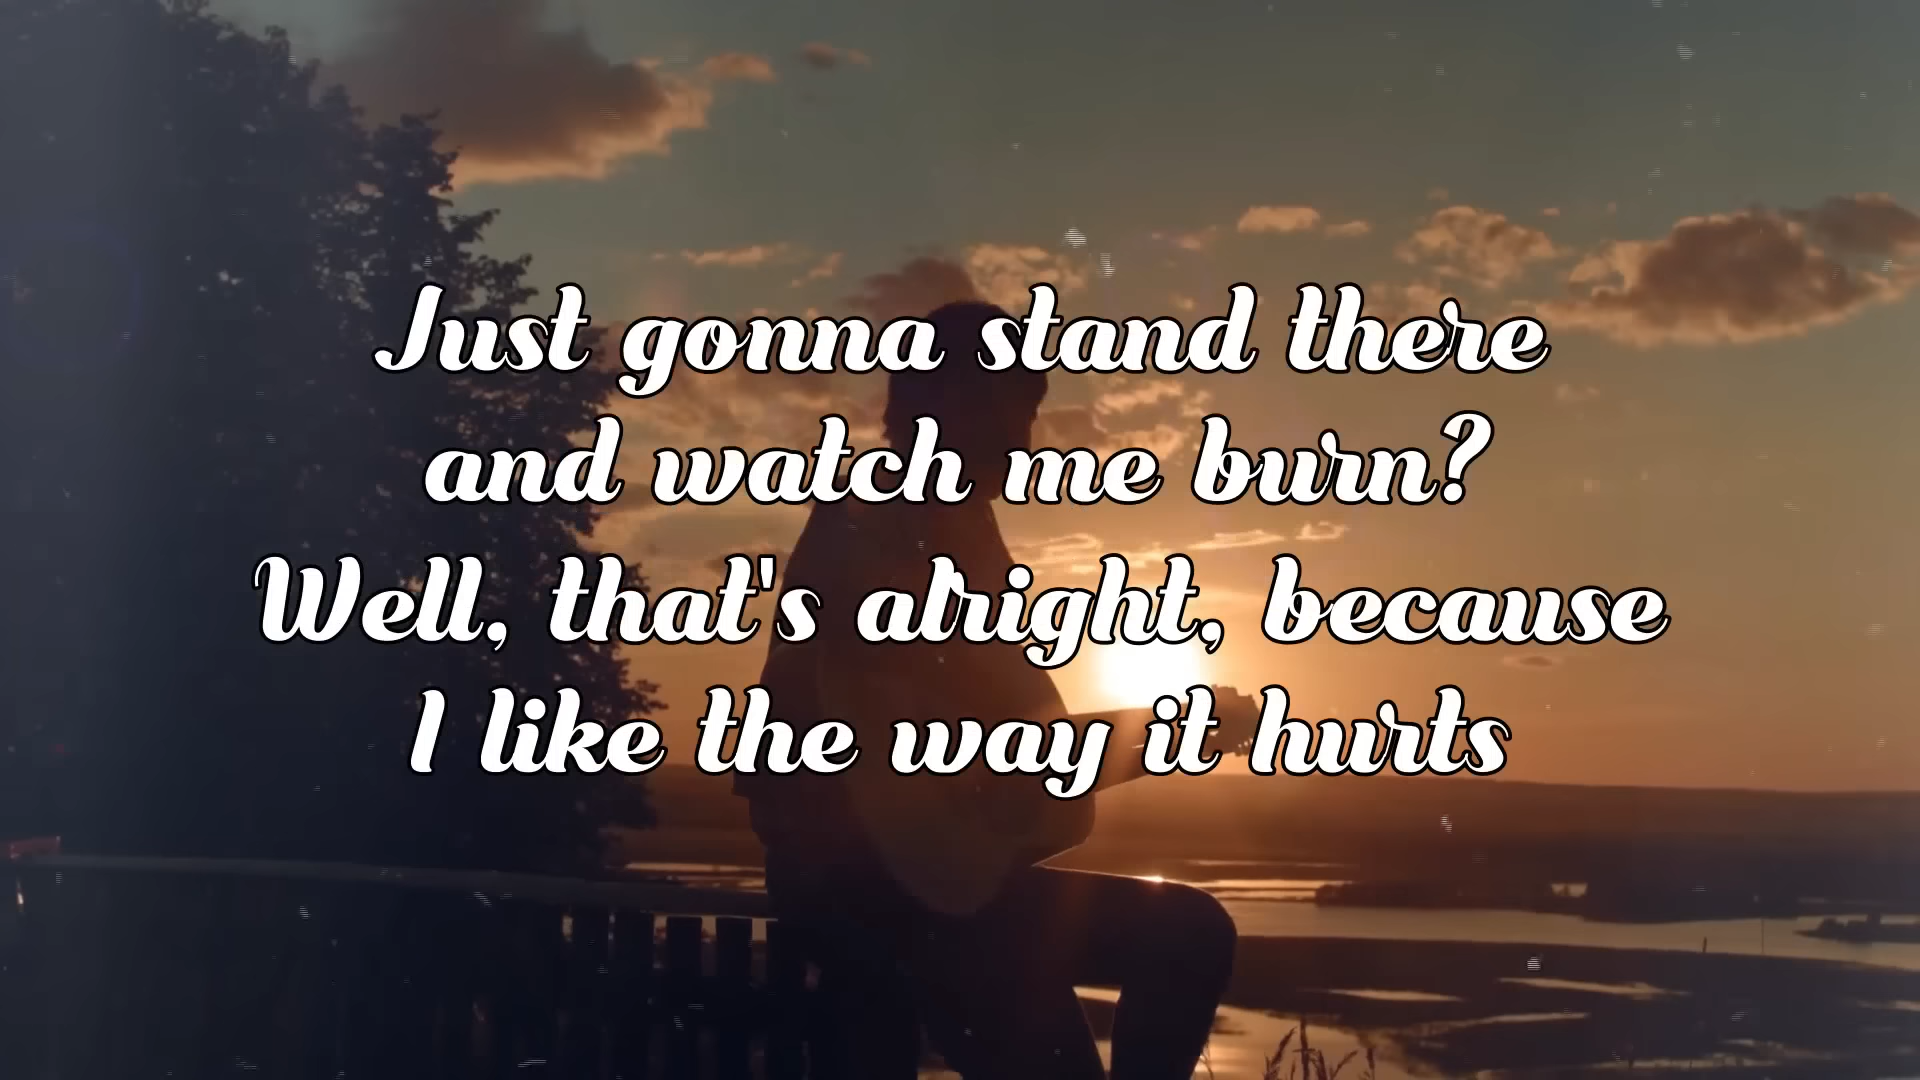 Just gonna stand there
and watch me burn?
Well, that's alright, because
I like the way it hurts